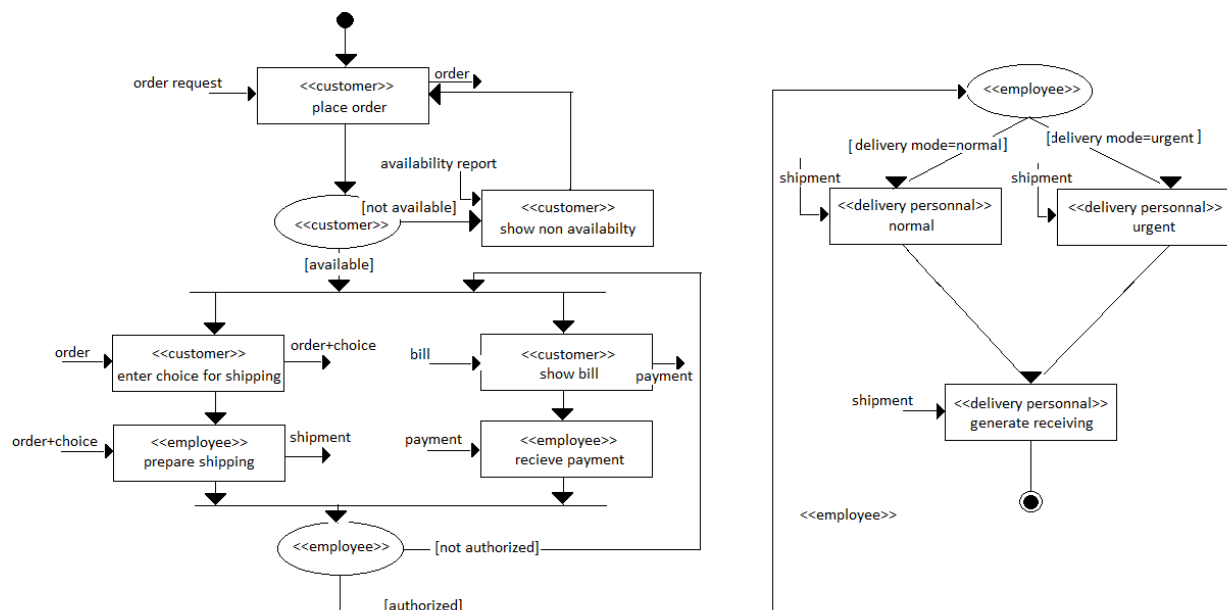 order request
<<customer>>
place order
order
availability report
[not available]
<<customer>>
<<customer>>
show non availabilty
[available]
order
<<customer>>
enter choice for shipping
order+choice
bill
<<customer>>
show bill
payment
order+choice
<<employee>>
prepare shipping
shipment
payment
<<employee>>
recieve payment
<<employee>>
[not authorized]
[authorized]
<<employee>>
[delivery mode=normal]
[delivery mode=urgent]
shipment
<<delivery personnal>>
normal
shipment
<<delivery personnal>>
urgent
shipment
<<delivery personnal>>
generate receiving
<<employee>>